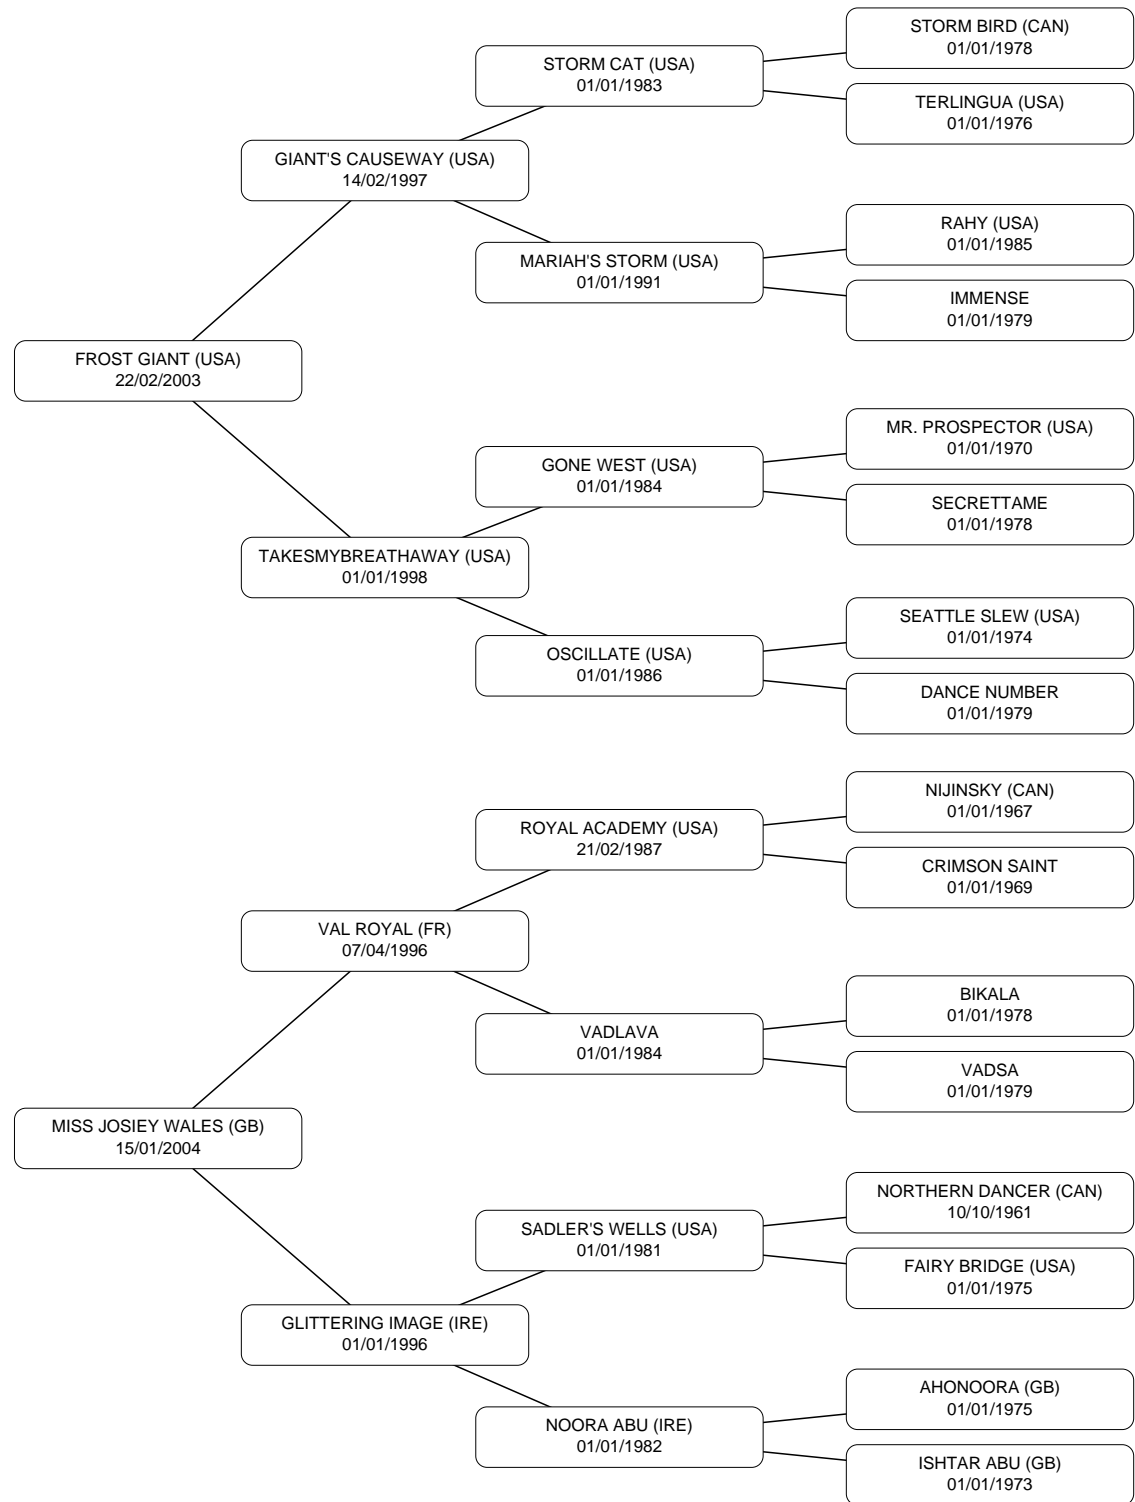 STORM BIRD (CAN)
01/01/1978
STORM CAT (USA)
01/01/1983
TERLINGUA (USA)
01/01/1976
GIANT'S CAUSEWAY (USA)
14/02/1997
RAHY (USA)
01/01/1985
MARIAH'S STORM (USA)
01/01/1991
IMMENSE
01/01/1979
FROST GIANT (USA)
22/02/2003
MR. PROSPECTOR (USA)
01/01/1970
GONE WEST (USA)
01/01/1984
SECRETTAME
01/01/1978
TAKESMYBREATHAWAY (USA)
01/01/1998
SEATTLE SLEW (USA)
01/01/1974
OSCILLATE (USA)
01/01/1986
DANCE NUMBER
01/01/1979
NIJINSKY (CAN)
01/01/1967
ROYAL ACADEMY (USA)
21/02/1987
CRIMSON SAINT
01/01/1969
VAL ROYAL (FR)
07/04/1996
BIKALA
01/01/1978
VADLAVA
01/01/1984
VADSA
01/01/1979
MISS JOSIEY WALES (GB)
15/01/2004
NORTHERN DANCER (CAN)
10/10/1961
SADLER'S WELLS (USA)
01/01/1981
FAIRY BRIDGE (USA)
01/01/1975
GLITTERING IMAGE (IRE)
01/01/1996
AHONOORA (GB)
01/01/1975
NOORA ABU (IRE)
01/01/1982
ISHTAR ABU (GB)
01/01/1973